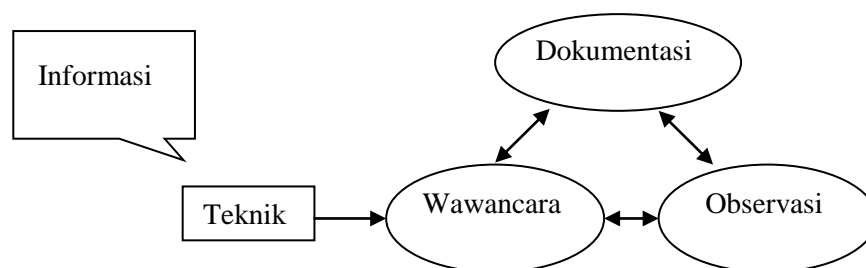 Dokumentasi
Informasi
Teknik
Wawancara
Observasi